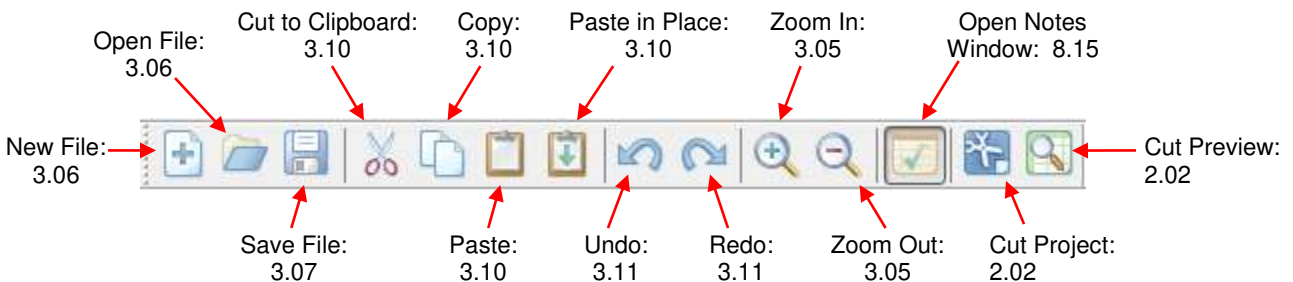 Open File:
3.06
Cut to Clipboard:
3.10
Copy:
3.10
Paste in Place:
3.10
Zoom In:
3.05
Open Notes
Window: 8.15
New File:
3.06
Cut Preview:
2.02
Save File:
3.07
Paste:
3.10
Undo:
3.11
Redo:
3.11
Zoom Out:
3.05
Cut Project:
2.02